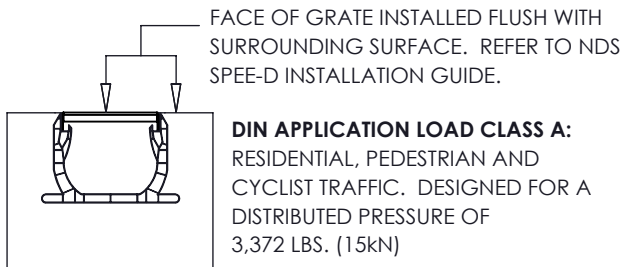 FACE OF GRATE INSTALLED FLUSH WITH
SURROUNDING SURFACE. REFER TO NDS
SPEE-D INSTALLATION GUIDE.
DIN APPLICATION LOAD CLASS A:
RESIDENTIAL, PEDESTRIAN AND
CYCLIST TRAFFIC. DESIGNED FOR A
DISTRIBUTED PRESSURE OF
3,372 LBS. (15kN)